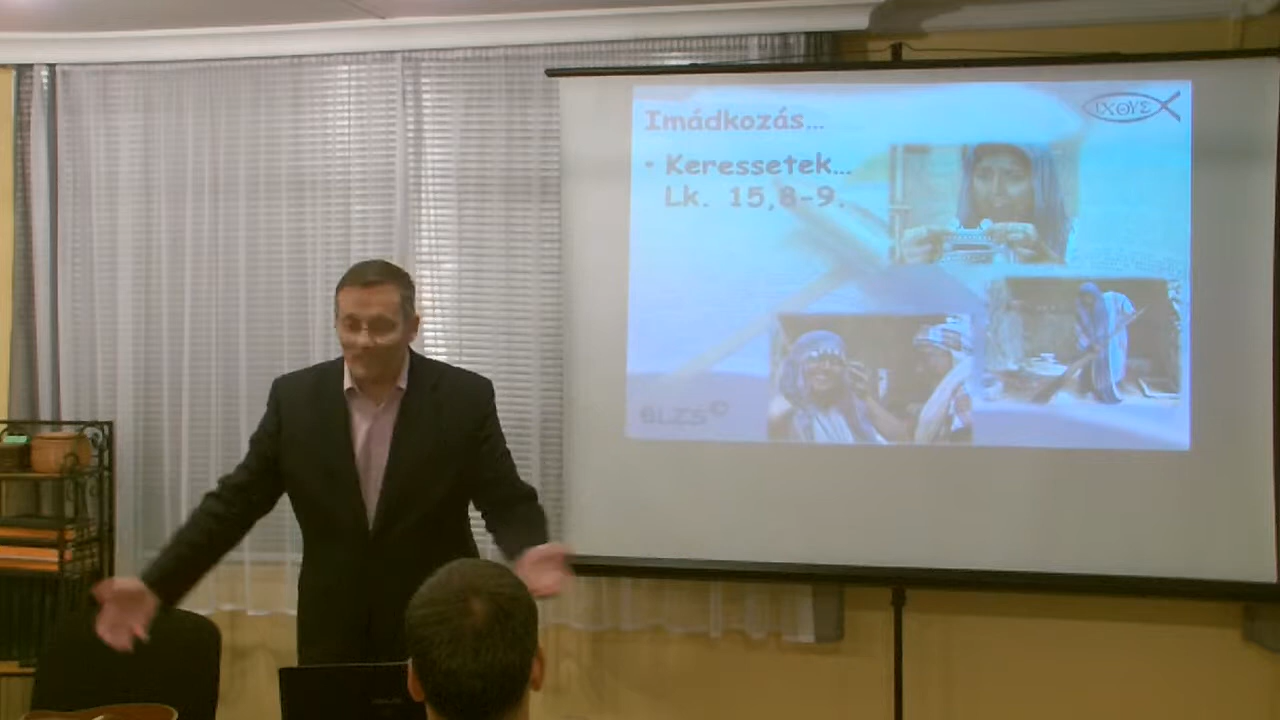 Imádkozás...
ΙΧΘΥΣ
• Keressetek...
Lk. 15,8-9.
BLZS©